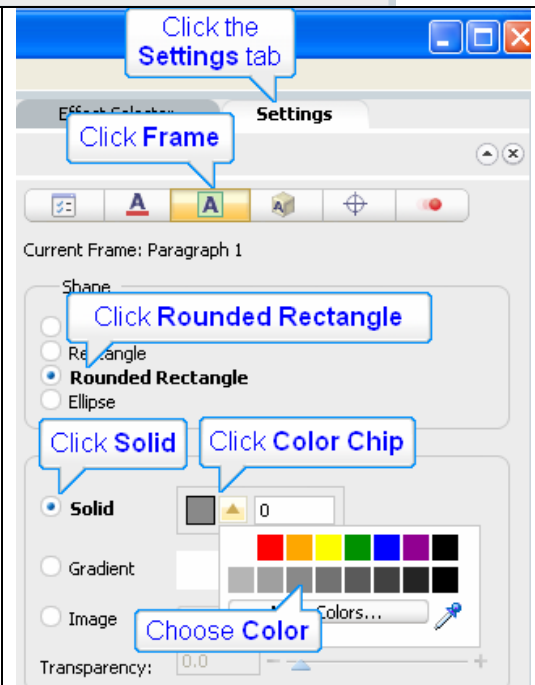 Click the
Settings tab
Settings
Click Frame
A A A
Current Frame: Paragraph 1
Shape
Click Rounded Rectangle
Rectangle
Rounded Rectangle
Ellipse
Click Solid Click Color Chip
Solid 0
Gradient
Image Colors...
Choose Color
Transparency: 0.0